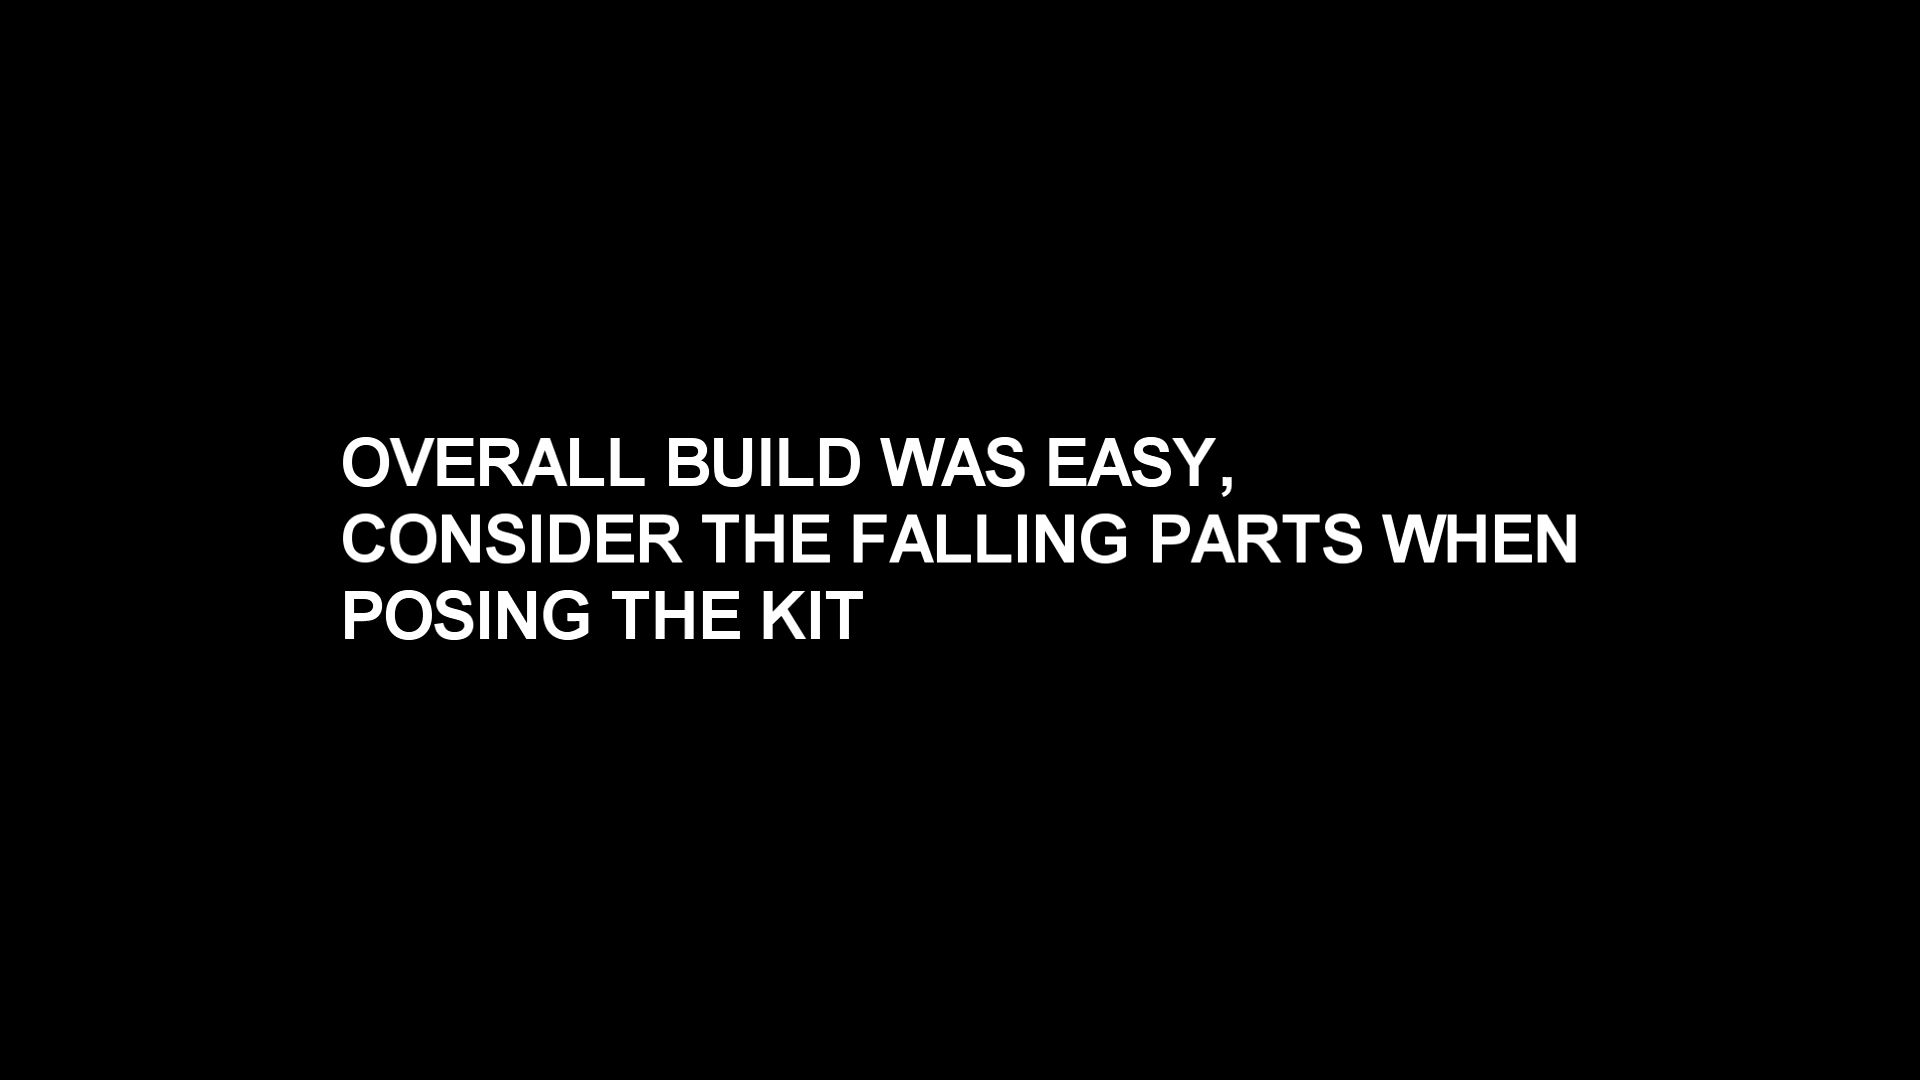 OVERALL BUILD WAS EASY,
CONSIDER THE FALLING PARTS WHEN
POSING THE KIT